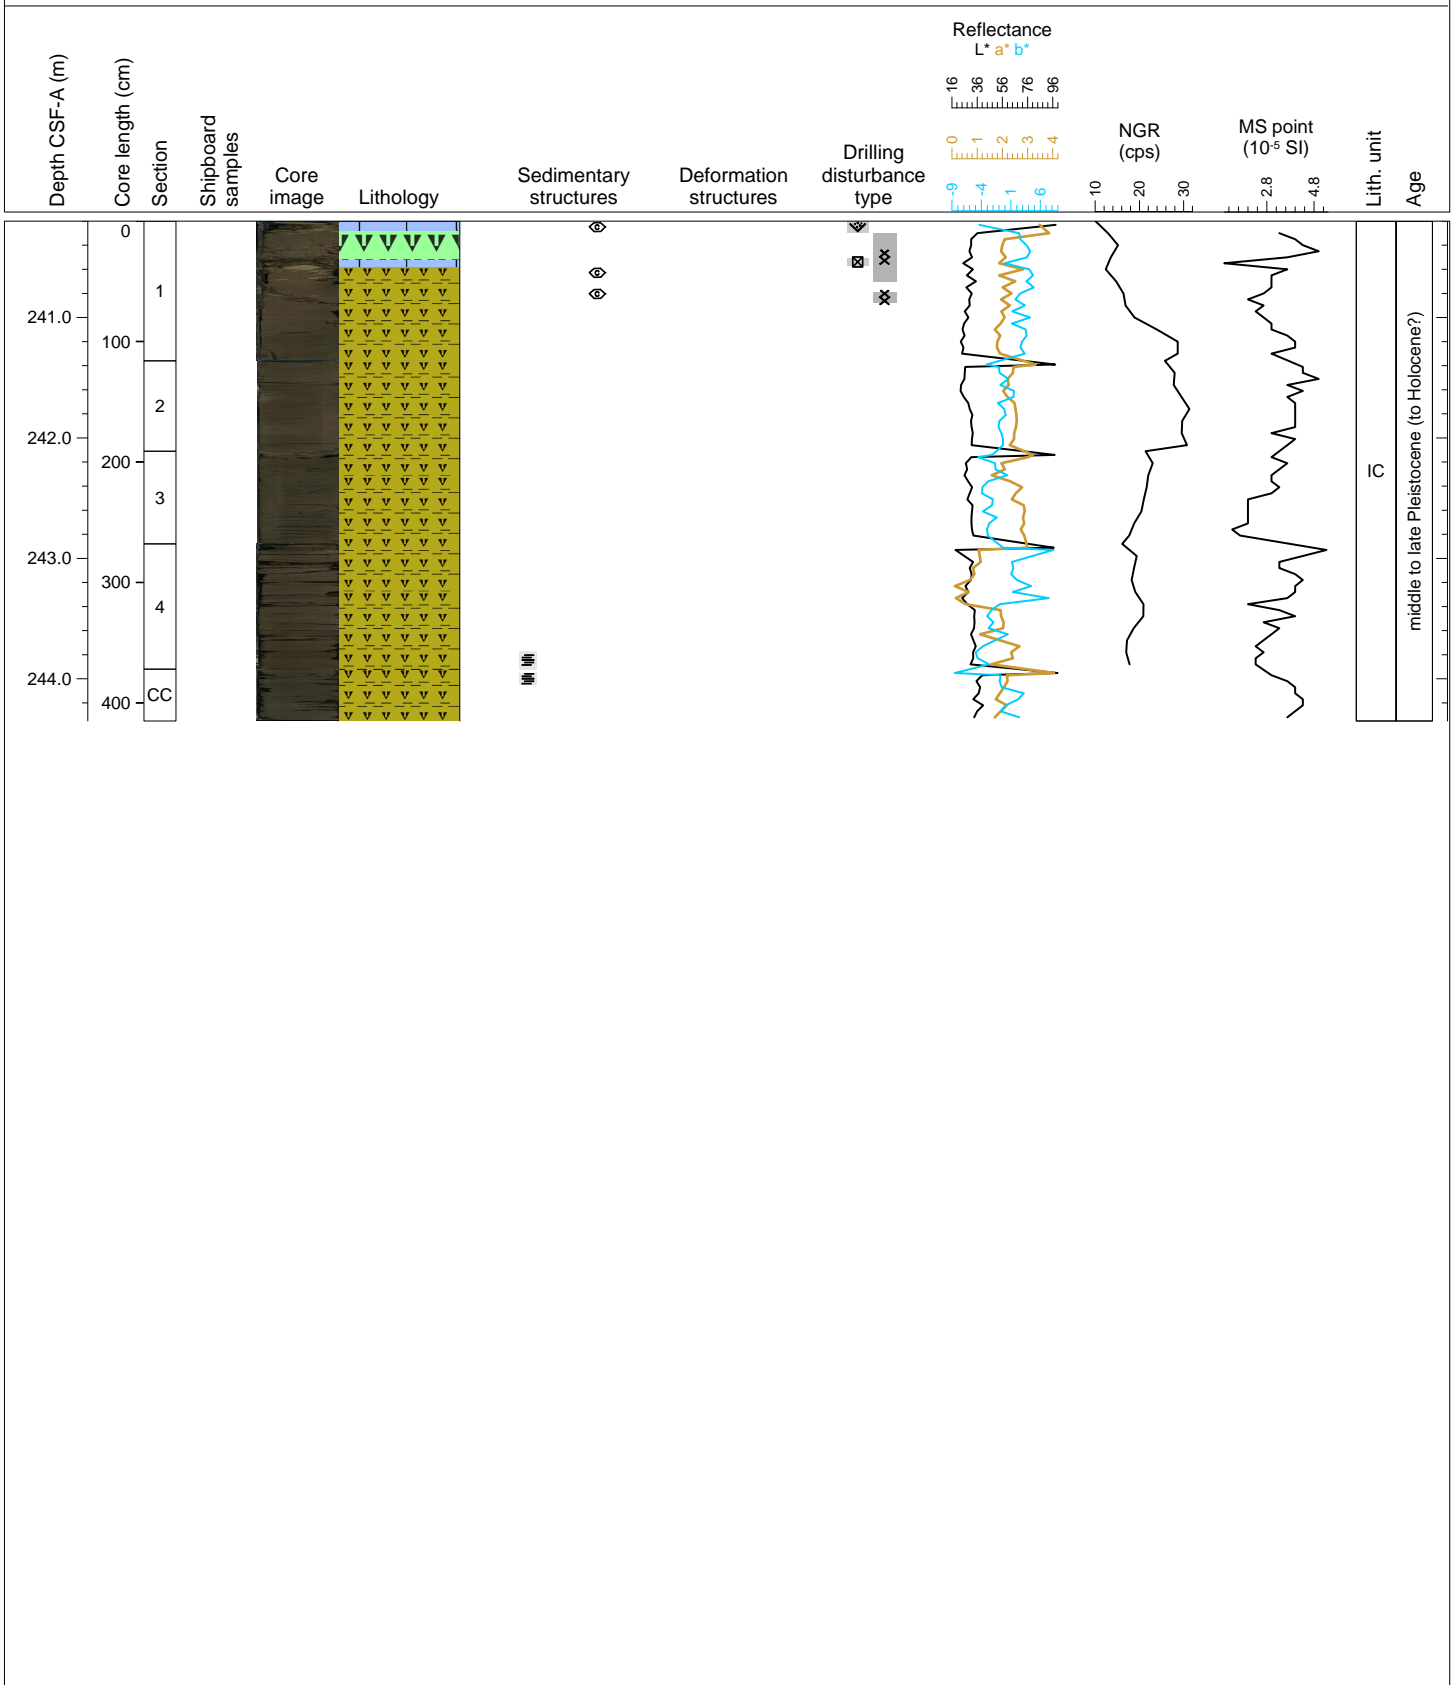 Depth CSF-A (m)
Core length (cm)
Section
Shipboard
samples
Core
image
Lithology
Sedimentary
structures
Deformation
structures
Drilling
disturbance
type
Reflectance
L* a* b*
16 36 56 76 96
0 1 2 3 4
-9 -4 1 6
NGR
(cps)
10 20 30
MS point
(10-5 SI)
2.8 4.8
Lith. unit
Age
241.0
242.0
243.0
244.0
0
100
200
300
400
1
2
3
4
CC
c
c
c
IC
middle to late Pleistocene (to Holocene?)